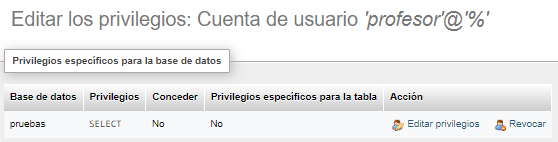 Editar los privilegios: Cuenta de usuario 'profesor'@'%'
Privilegios específicos para la base de datos
Base de datos Privilegios Conceder Privilegios específicos para la tabla Acción
pruebas SELECT No No Editar privilegios Revocar